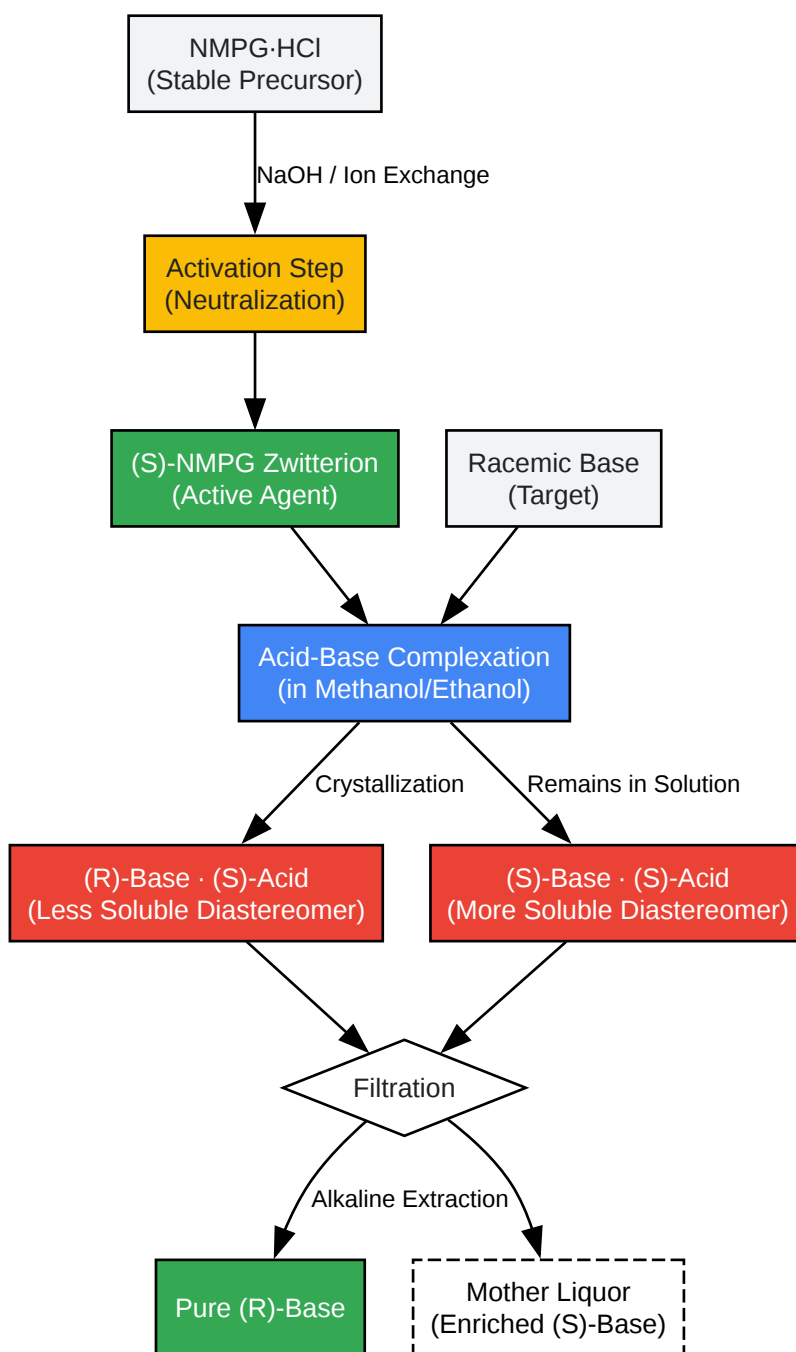 NMPG·HCl
(Stable Precursor)
NaOH / Ion Exchange
Activation Step
(Neutralization)
(S)-NMPG Zwitterion
(Active Agent)
Racemic Base
(Target)
Acid-Base Complexation
(in Methanol/Ethanol)
Crystallization
Remains in Solution
(R)-Base · (S)-Acid
(Less Soluble Diastereomer)
(S)-Base · (S)-Acid
(More Soluble Diastereomer)
Filtration
Alkaline Extraction
Pure (R)-Base
Mother Liquor
(Enriched (S)-Base)